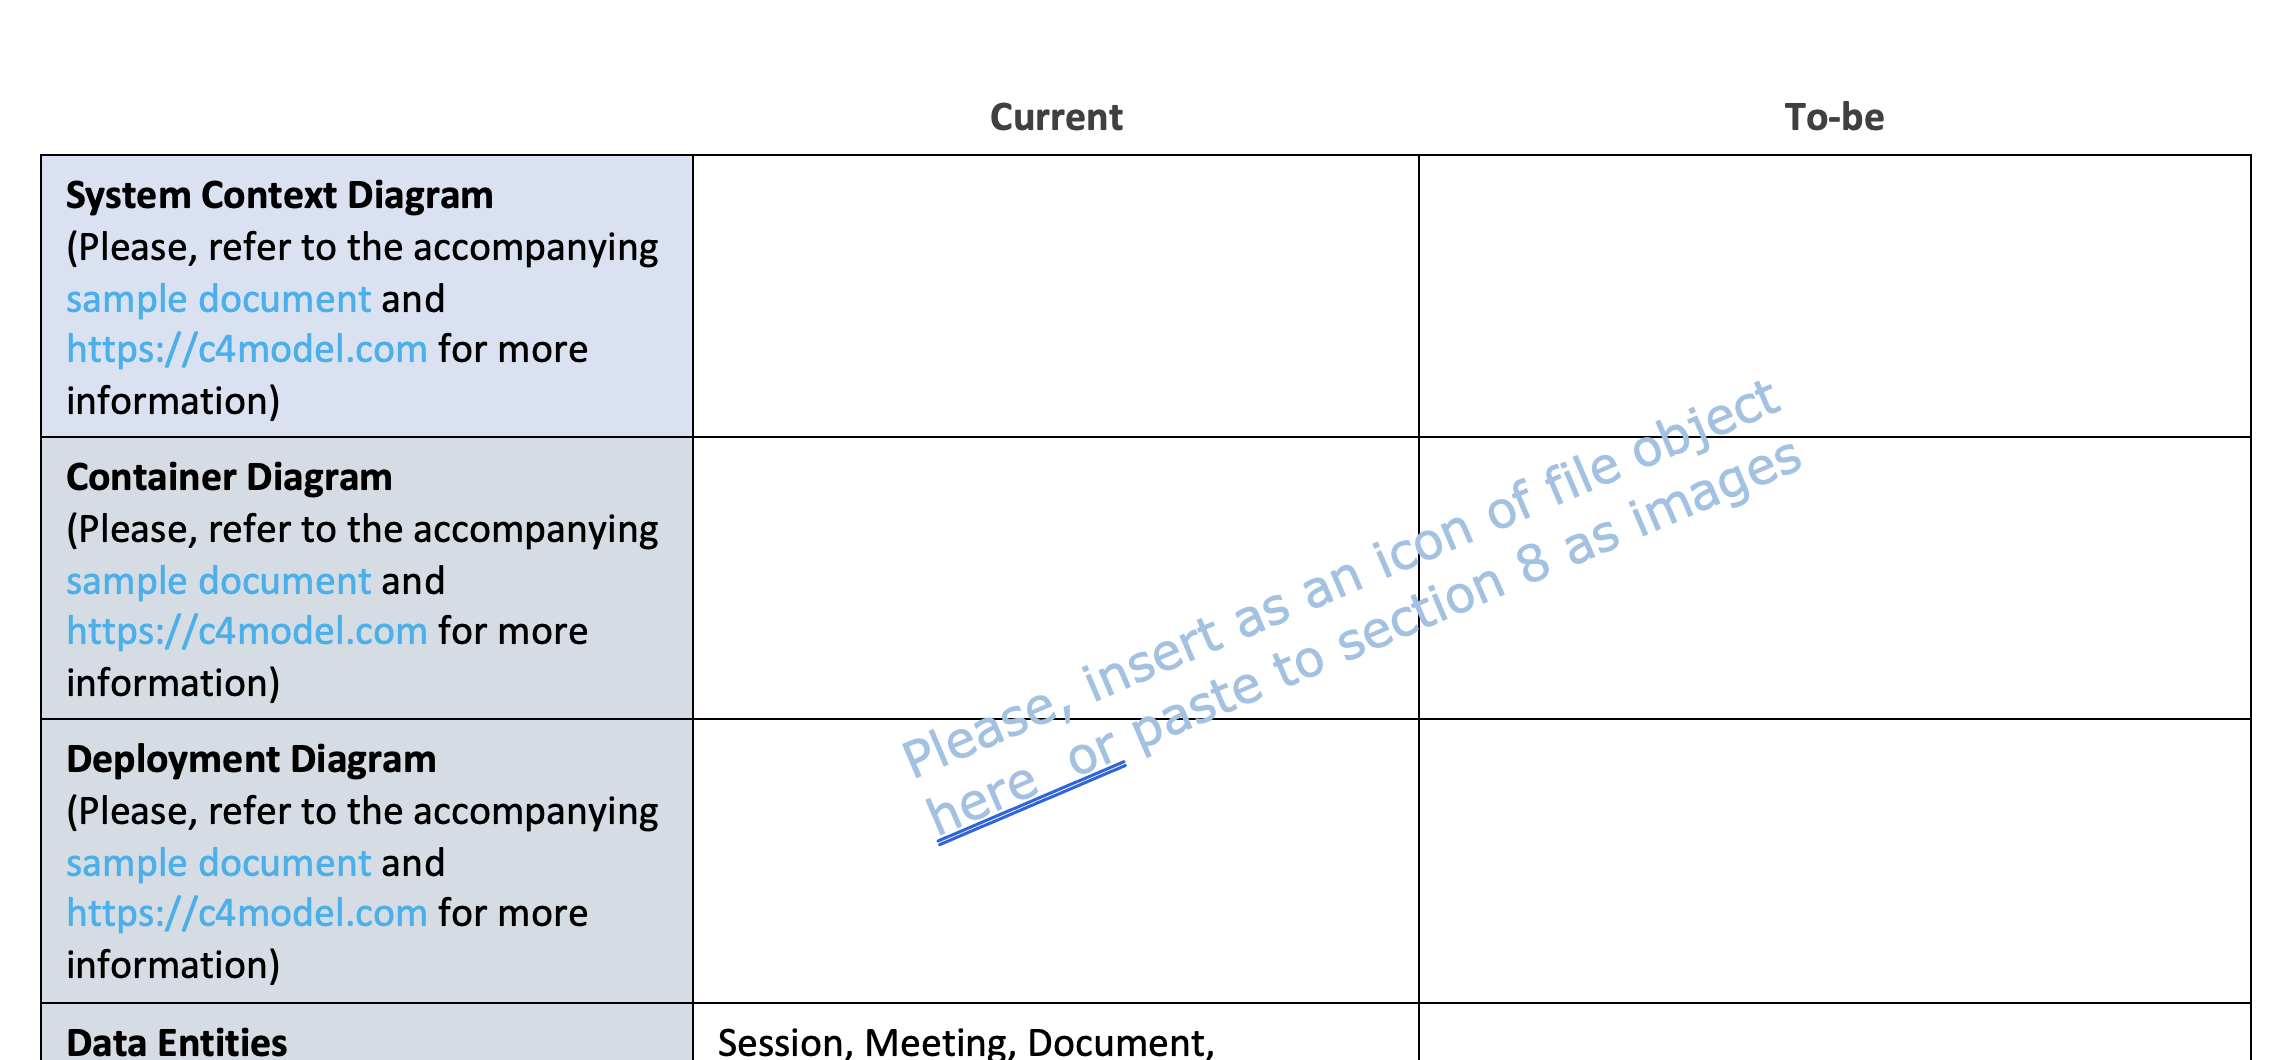 Current To-be
System Context Diagram
(Please, refer to the accompanying
sample document and
https://c4model.com for more
information)
Container Diagram
(Please, refer to the accompanying
sample document and
https://c4model.com for more
information)
Please, insert as an icon of file object
here or paste to section 8 as images
Deployment Diagram
(Please, refer to the accompanying
sample document and
https://c4model.com for more
information)
Data Entities Session, Meeting, Document,